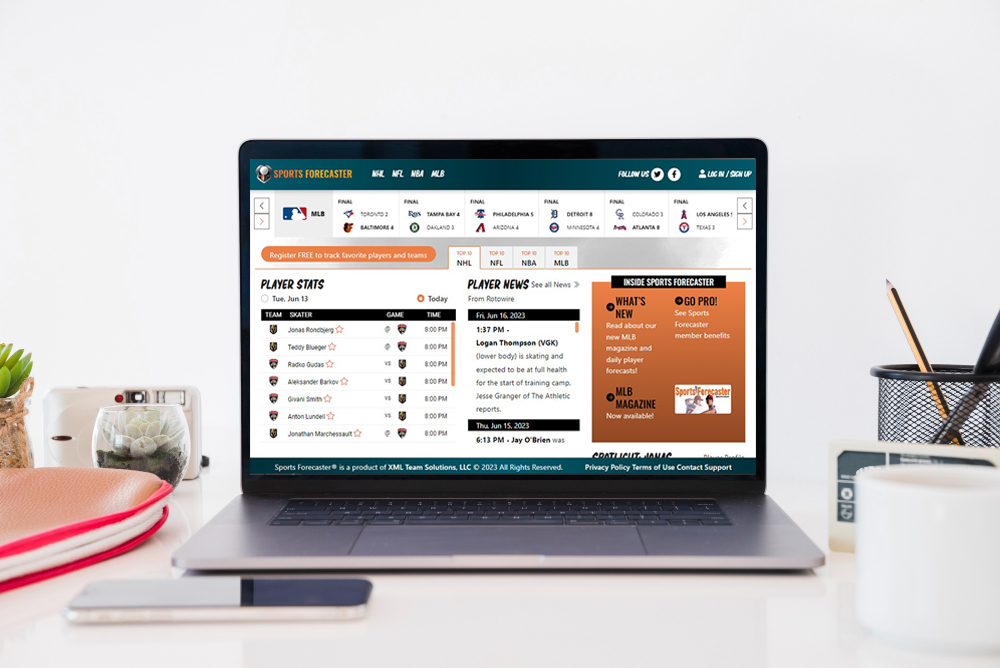 SPORTS FORECASTER NHL NFL NBA MLB FOLLOW US LOG IN / SIGN UP
MLB
FINAL
TORONTO 2
BALTIMORE 4
FINAL
Rays TAMPA BAY 4
OAKLAND 3
FINAL
PHILADELPHIA 5
ARIZONA 4
FINAL
DETROIT 8
MINNESOTA 4
FINAL
COLORADO 3
ATLANTA 8
FINAL
LOS ANGELES
TEXAS 3
Register FREE to track favorite players and teams
TOP 10
NHL
TOP 10
NFL
TOP 10
NBA
TOP 10
MLB
PLAYER STATS
Tue. Jun 13 Today
TEAM SKATER GAME TIME
Jonas Rondbjerg @ 8:00 PM
Teddy Blueger @ 8:00 PM
Radko Gudas vs 8:00 PM
Aleksander Barkov vs 8:00 PM
Givani Smith vs 8:00 PM
Anton Lundell vs 8:00 PM
Jonathan Marchessault @ 8:00 PM
PLAYER NEWS See all News
From Rotowire
Fri, Jun 16, 2023
1:37 PM -
Logan Thompson (VGK)
(lower body) is skating and
expected to be at full health
for the start of training camp,
Jesse Granger of The Athletic
reports.
Thu, Jun 15, 2023
6:13 PM - Jay O'Brien was
INSIDE SPORTS FORECASTER
WHAT'S
NEW
Read about our
new MLB
magazine and
daily player
forecasts!
GO PRO!
See Sports
Forecaster
member benefits
MLB
MAGAZINE
Now available!
Sports Forecaster
SPOTLIGHT: JONAS
Player Profile
Sports Forecaster® is a product of XML Team Solutions, LLC © 2023 All Rights Reserved. Privacy Policy Terms of Use Contact Support